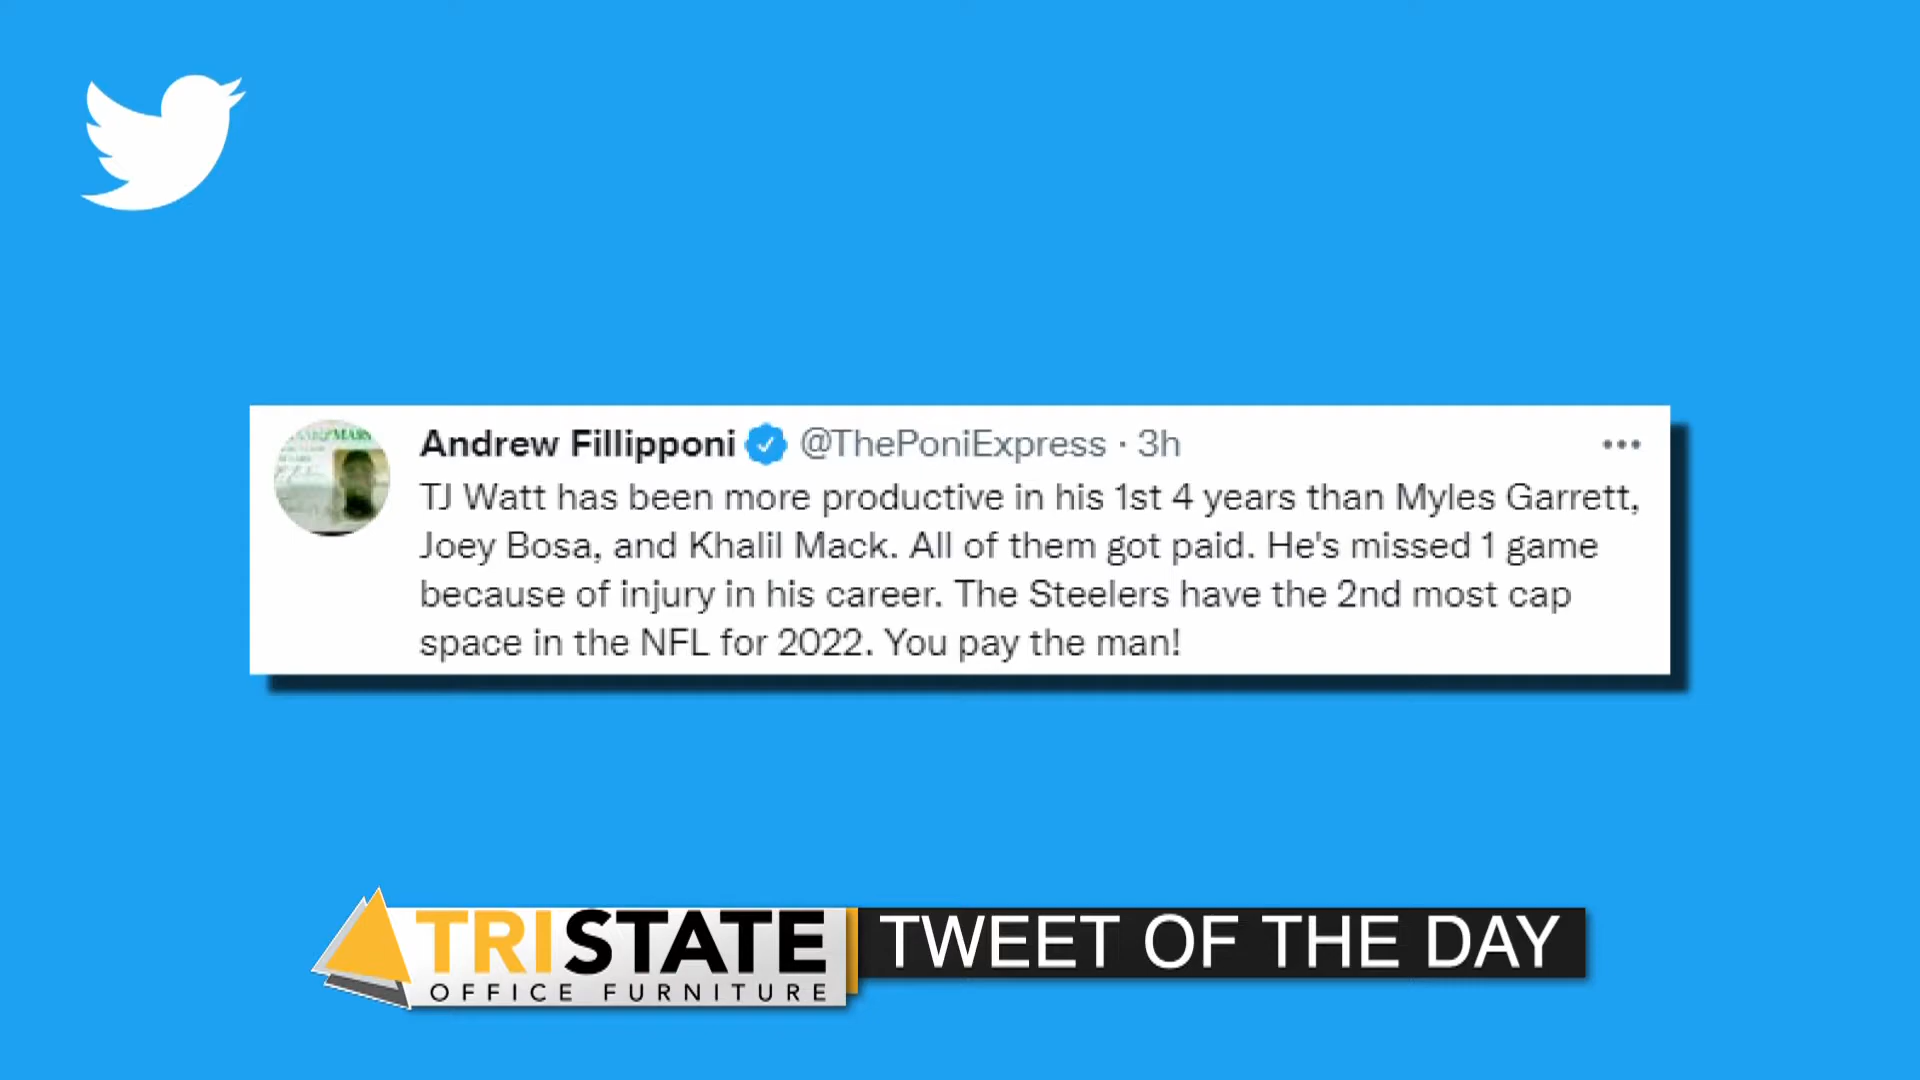 Andrew Fillipponi @ThePoniExpress · 3h
TJ Watt has been more productive in his 1st 4 years than Myles Garrett,
Joey Bosa, and Khalil Mack. All of them got paid. He's missed 1 game
because of injury in his career. The Steelers have the 2nd most cap
space in the NFL for 2022. You pay the man!
TRISTATE
OFFICE FURNITURE
TWEET OF THE DAY